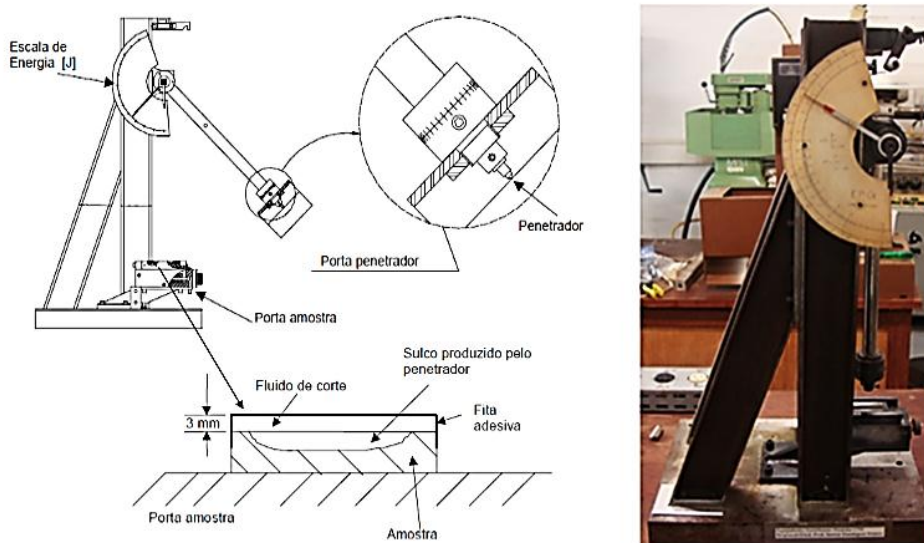 Escala de
Energia [J]
Penetrador
Porta penetrador
Porta amostra
Sulco produzido pelo
penetrador
Fluido de corte
Fita
adesiva
3 mm
Porta amostra
Amostra